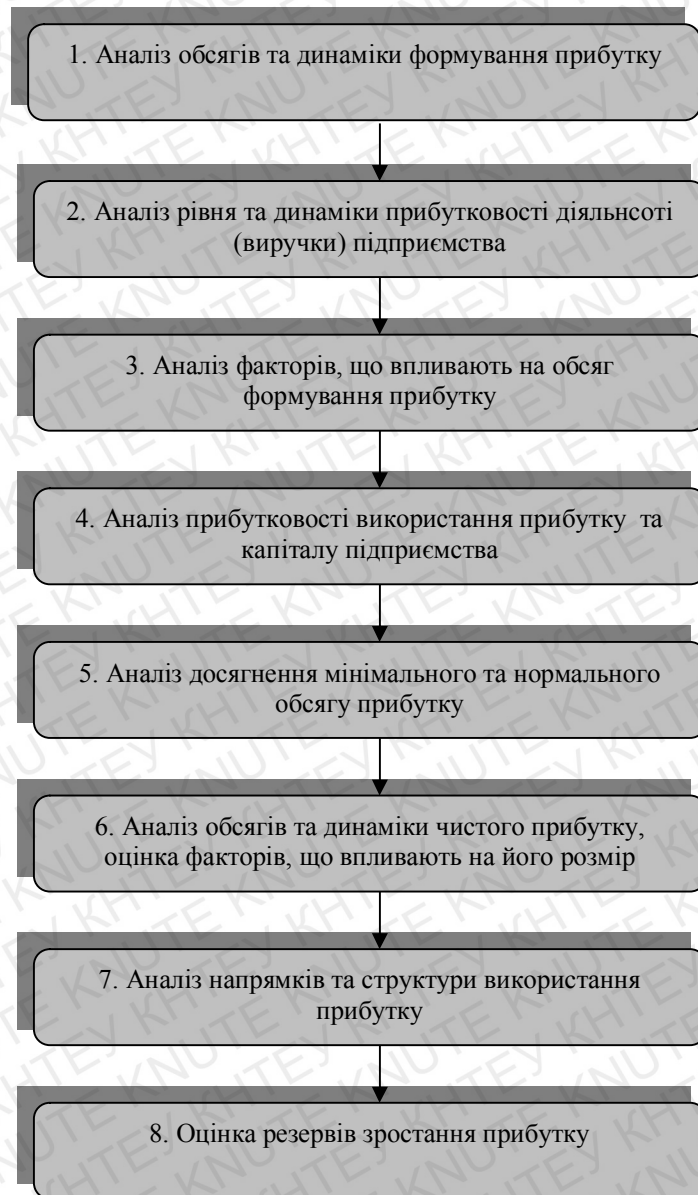 1. Аналіз обсягів та динаміки формування прибутку
2. Аналіз рівня та динаміки прибутковості діяльнсоті
(виручки) підприємства
3. Аналіз факторів, що впливають на обсяг
формування прибутку
4. Аналіз прибутковості використання прибутку та
капіталу підприємства
5. Аналіз досягнення мінімального та нормального
обсягу прибутку
6. Аналіз обсягів та динаміки чистого прибутку,
оцінка факторів, що впливають на його розмір
7. Аналіз напрямків та структури використання
прибутку
8. Оцінка резервів зростання прибутку